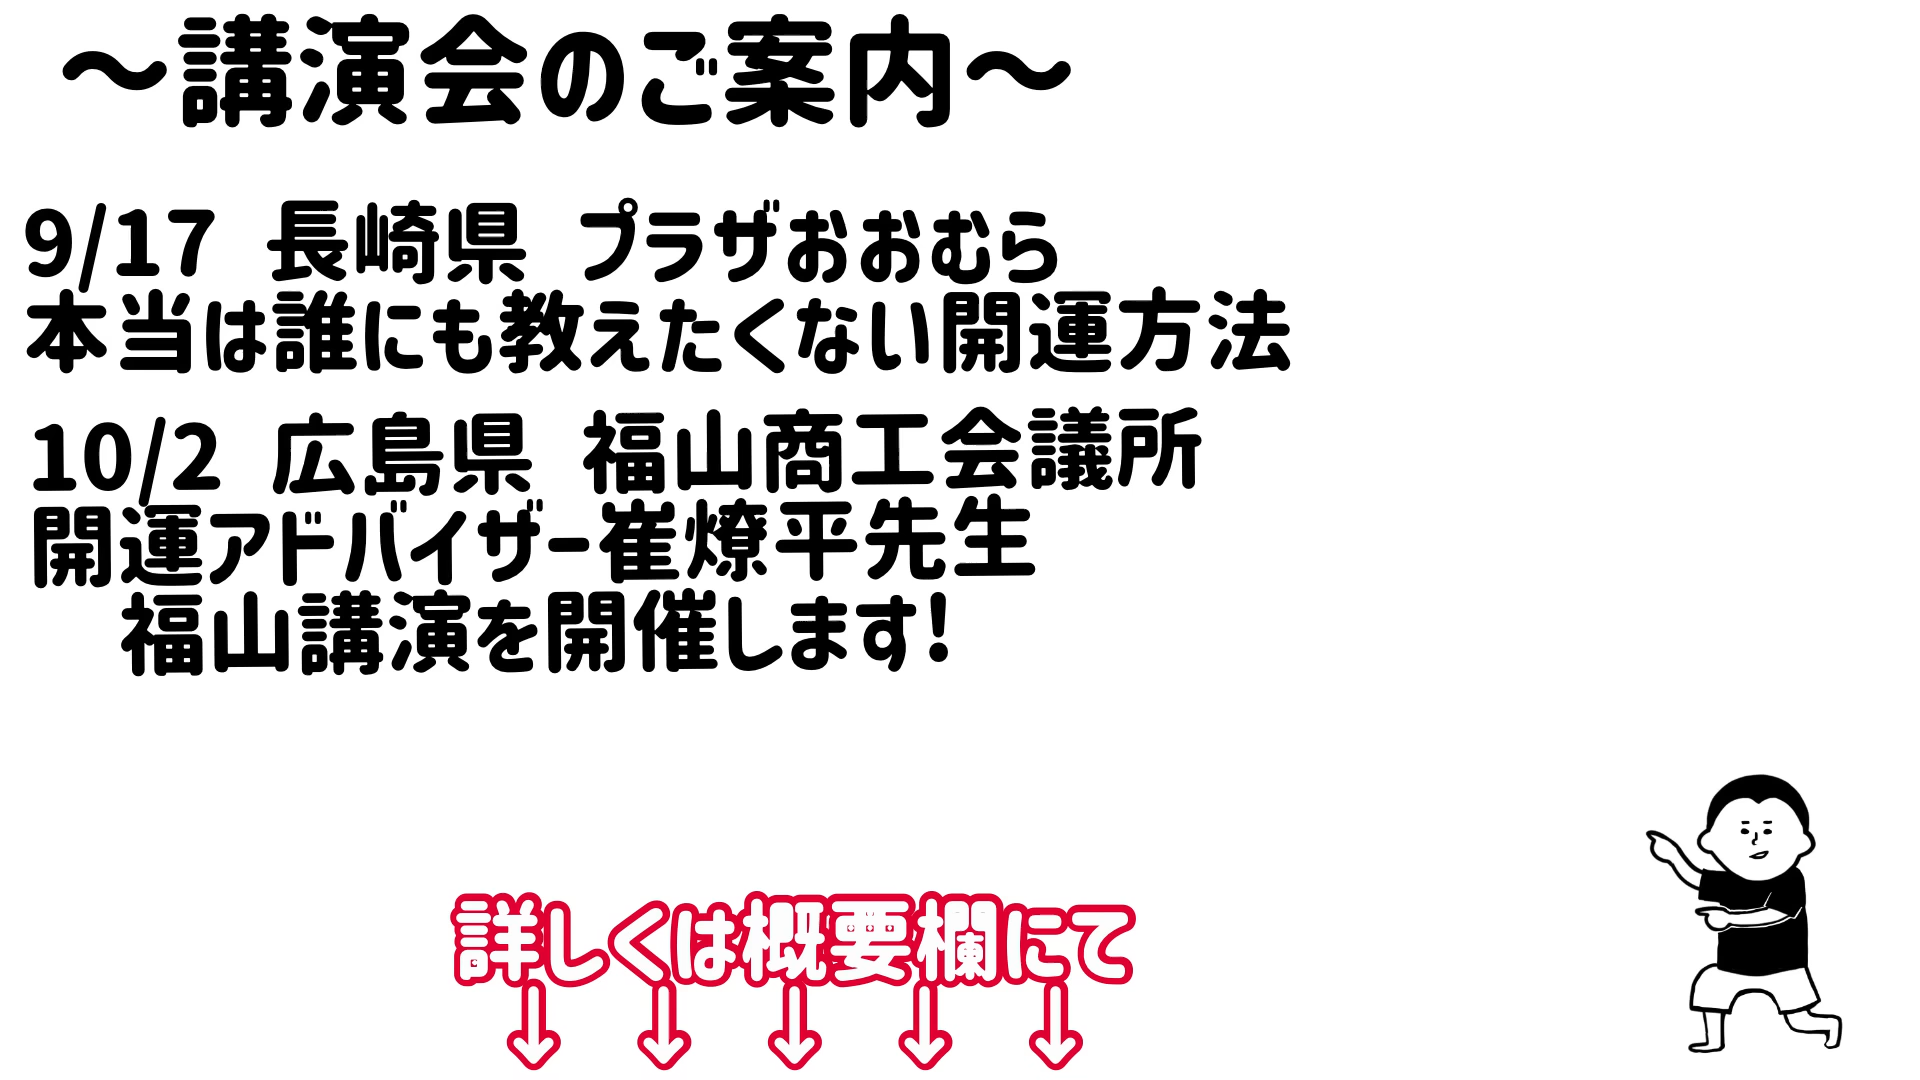 ～講演会のご案内～
9/17 長崎県 プラザおおむら
本当は誰にも教えたくない開運方法
10/2 広島県 福山商工会議所
開運アドバイザー崔燎平先生
福山講演を開催します!
詳しくは概要欄にて
↓ ↓ ↓ ↓ ↓